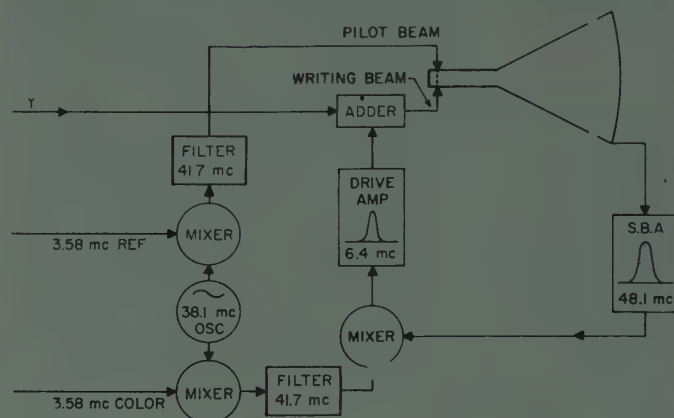 PILOT BEAM
WRITING BEAM
Y
ADDER
FILTER
41.7 mc
DRIVE
AMP
6.4 mc
S.B.A
48.1 mc
MIXER
3.58 mc REF
38.1 mc
OSC
MIXER
3.58 mc COLOR
MIXER
FILTER
41.7 mc